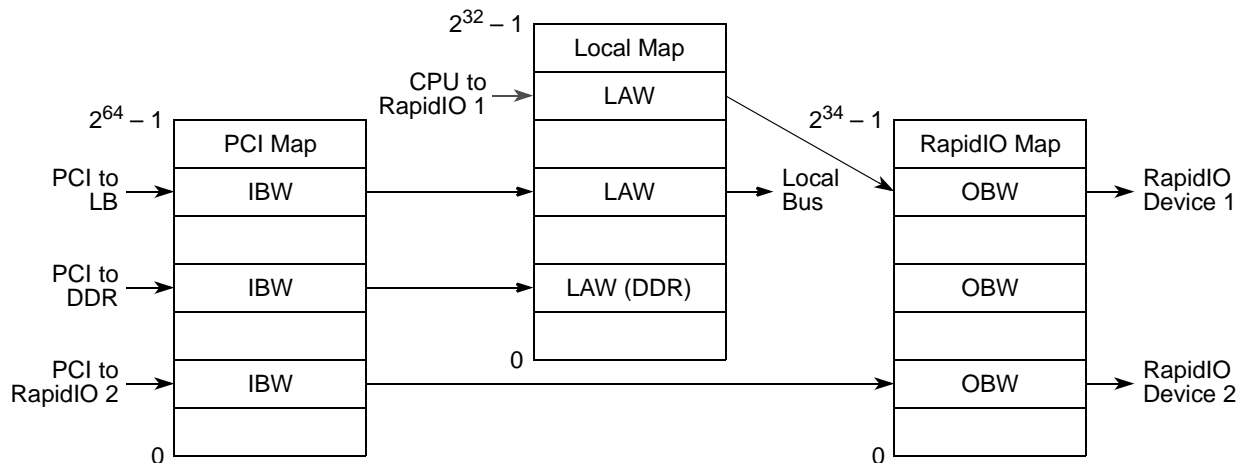 2^32 – 1
Local Map
CPU to
RapidIO 1
LAW
2^64 – 1
PCI Map
2^34 – 1
RapidIO Map
PCI to
LB
IBW
LAW
Local
Bus
OBW
RapidIO
Device 1
PCI to
DDR
IBW
LAW (DDR)
OBW
0
PCI to
RapidIO 2
IBW
OBW
RapidIO
Device 2
0
0